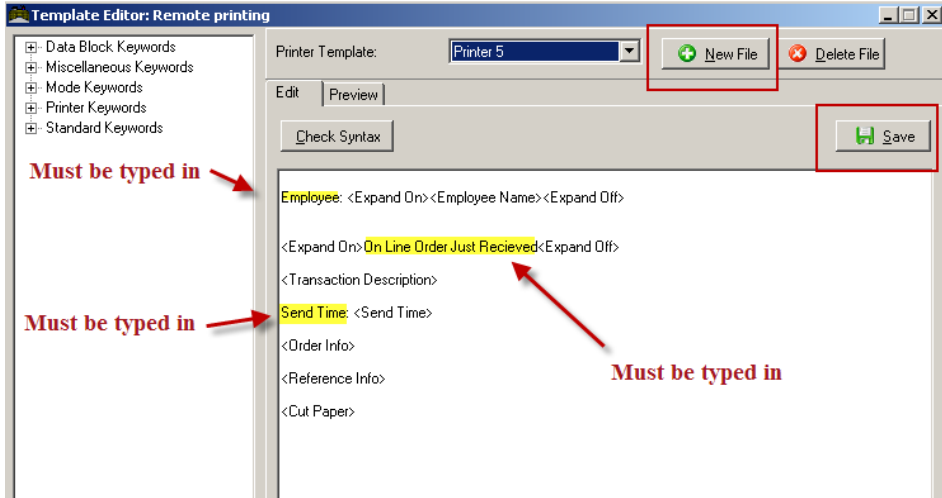 Template Editor: Remote printing
Data Block Keywords
Miscellaneous Keywords
Mode Keywords
Printer Keywords
Standard Keywords
Printer Template:
Printer 5
New File
Delete File
Edit
Preview
Check Syntax
Save
Must be typed in
Employee: <Expand On><Employee Name><Expand Off>
<Expand On>On Line Order Just Recieved<Expand Off>
<Transaction Description>
Must be typed in
Send Time: <Send Time>
<Order Info>
Must be typed in
<Reference Info>
<Cut Paper>